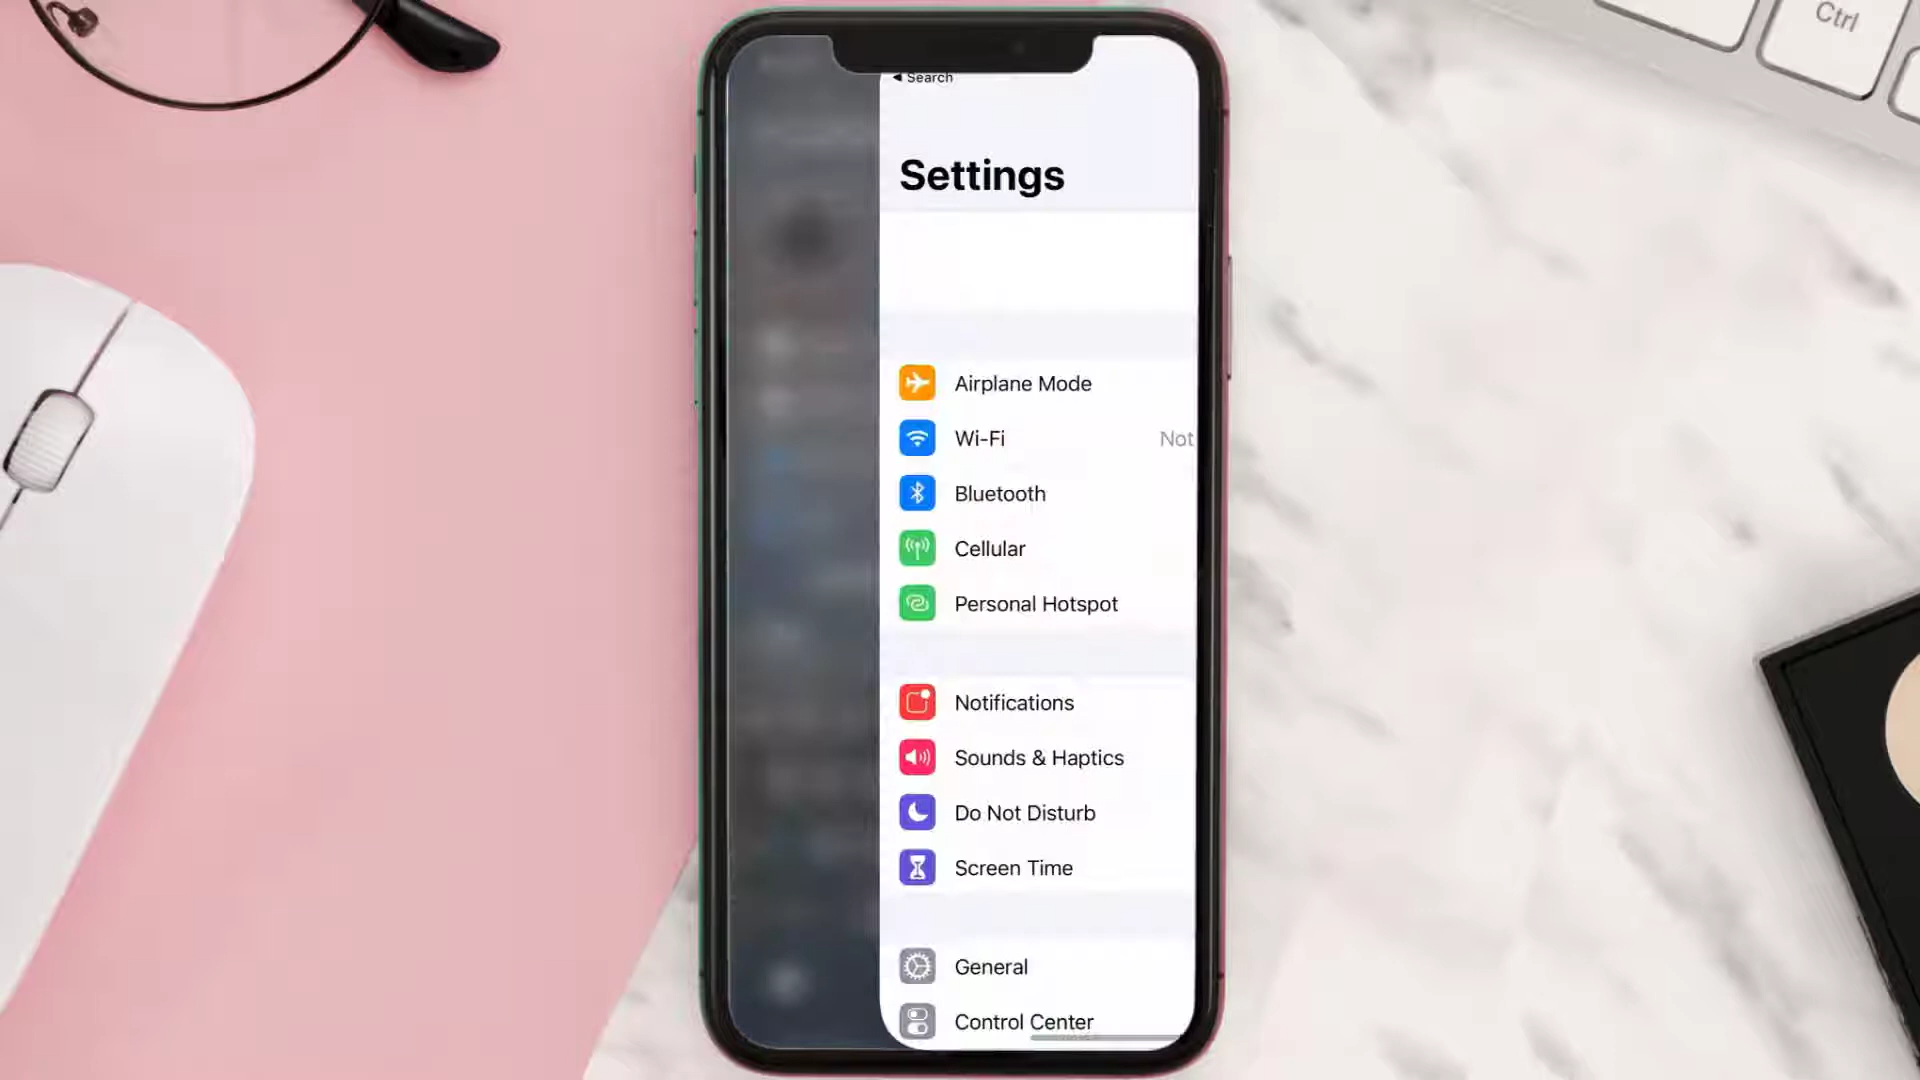 Ctrl
◀ Search
Settings
Airplane Mode
Wi-Fi Not
Bluetooth
Cellular
Personal Hotspot
Notifications
Sounds & Haptics
Do Not Disturb
Screen Time
General
Control Center